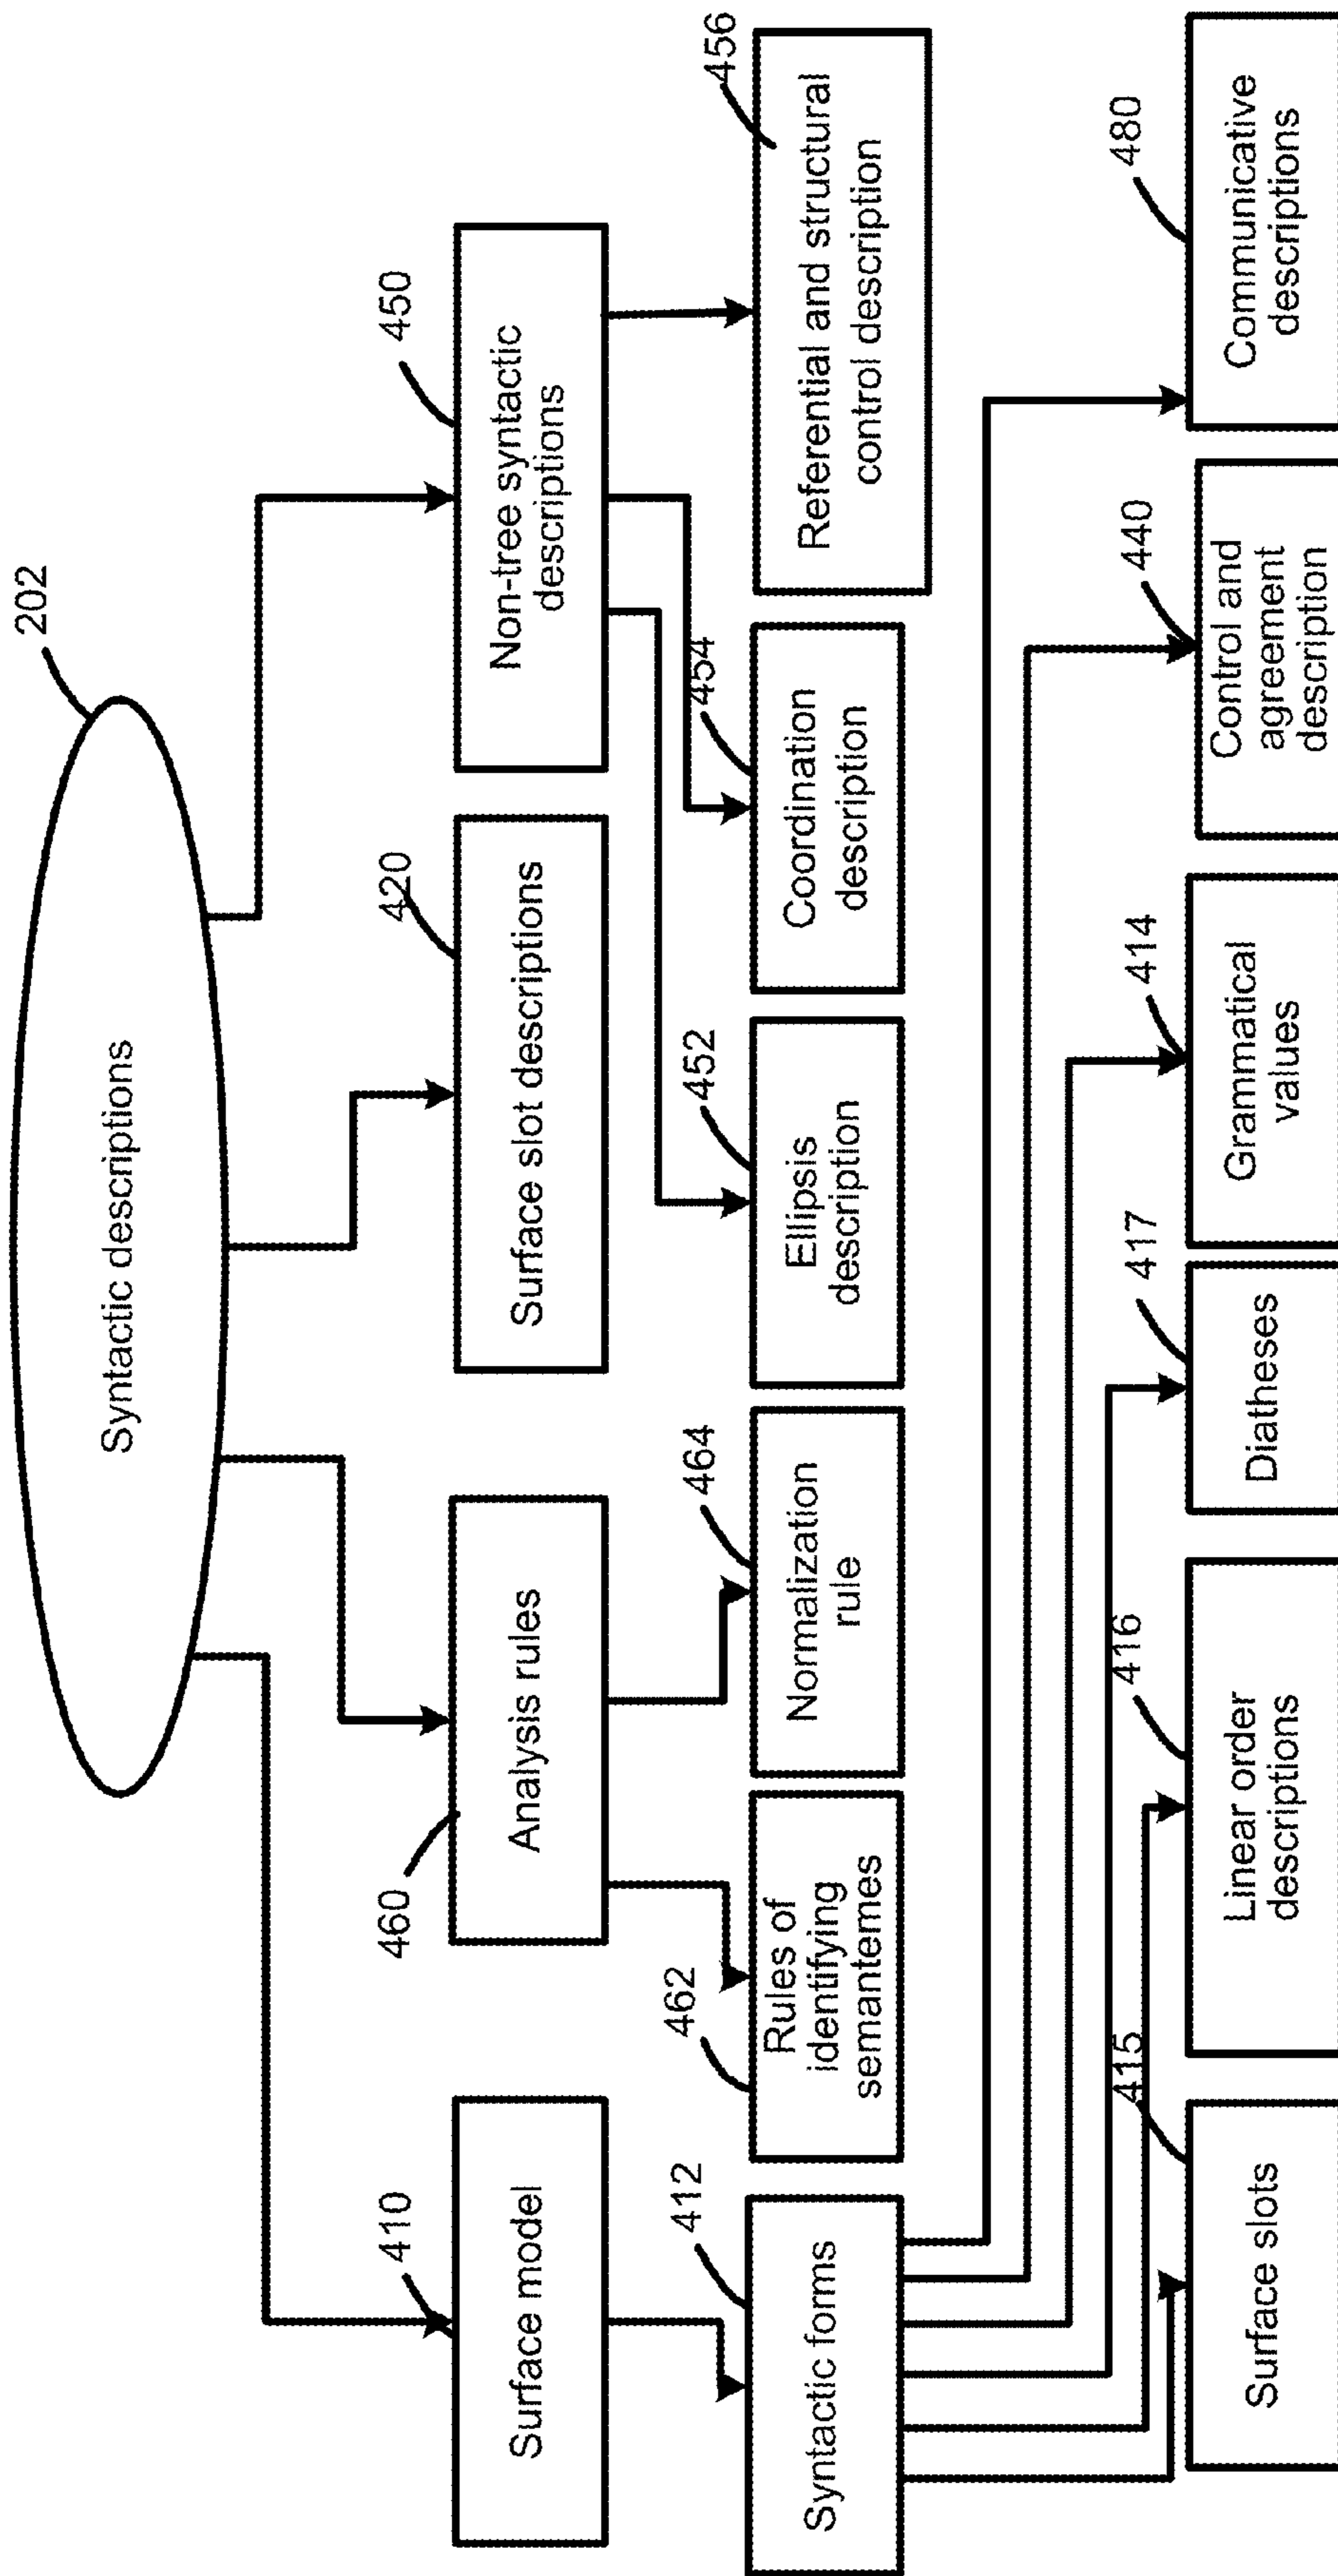 202
Syntactic descriptions
410
Surface model
460
Analysis rules
420
Surface slot descriptions
450
Non-tree syntactic
descriptions
412
Syntactic forms
462
Rules of
identifying
semantemes
464
Normalization
rule
452
Ellipsis
description
454
Coordination
description
456
Referential and structural
control description
415
Surface slots
416
Linear order
descriptions
417
Diatheses
414
Grammatical
values
440
Control and
agreement
description
480
Communicative
descriptions